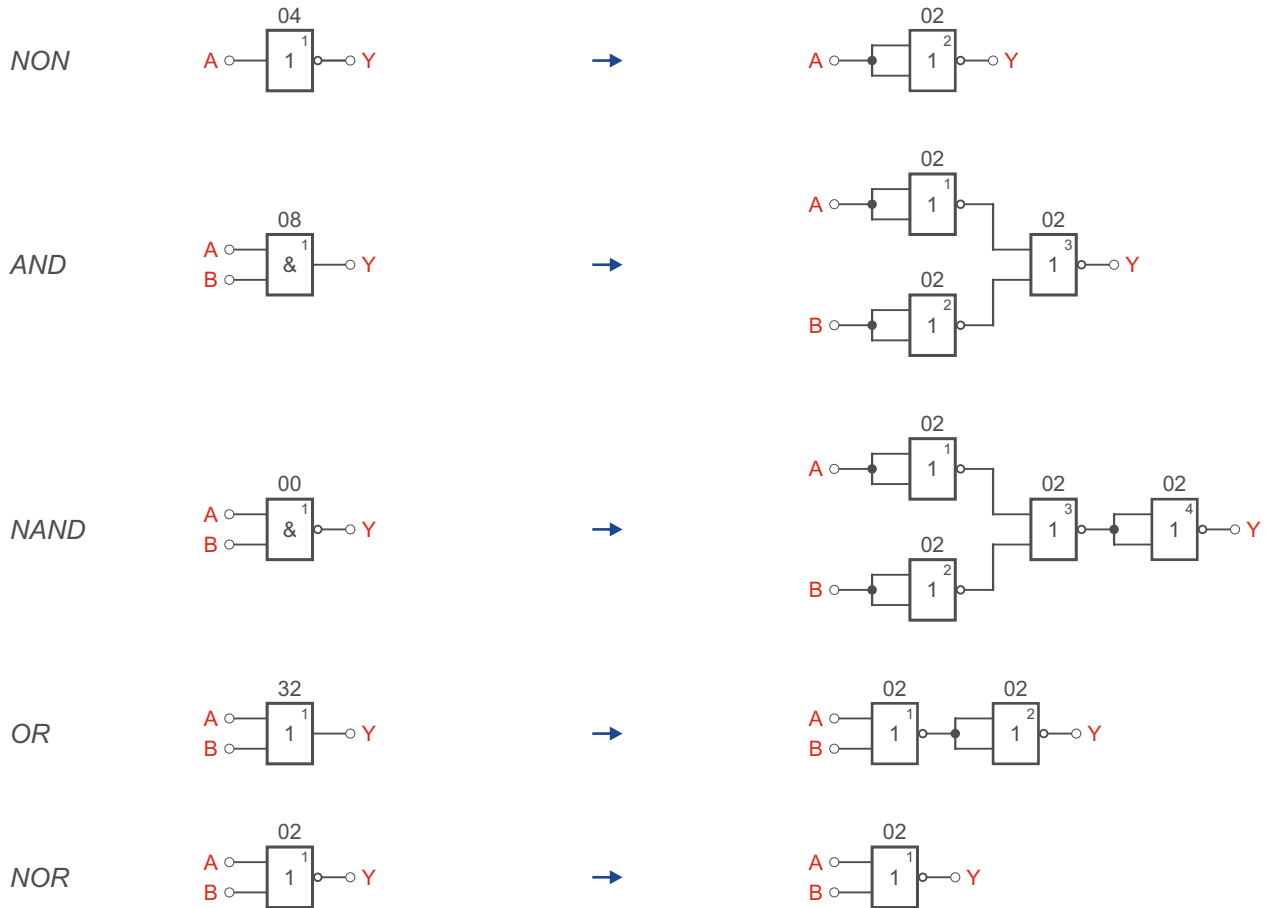 04 02
NON A 1 1 Y A 1 2 Y
02
A 1 1
08 02
AND A B & 1 Y 1 3 Y
02
B 1 2
02
A 1 1
00 02 02
NAND A B & 1 Y 1 3 1 4 Y
02
B 1 2
32 02 02
OR A B 1 1 Y A B 1 1 1 2 Y
02 02
NOR A B 1 1 Y A B 1 1 Y